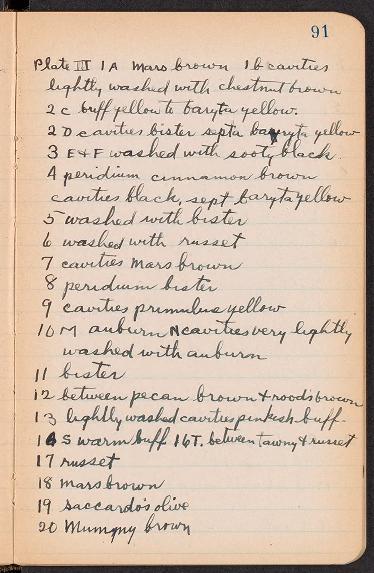 91
Plate III 1A Mars brown 1b cavities
lightly washed with chestnut brown
2 C buff yellow to baryta yellow.
2 D cavities bister septa baryta yellow
3 E & F washed with sooty black.
4 peridium cinnamon brown
cavities black, sept baryta yellow
5 washed with bister
6 washed with russet
7 cavities Mars brown
8 peridium bister
9 cavities primulus yellow
10 M auburn N cavities very lightly
washed with auburn
11 bister
12 between pecan brown & roods brown
13 lightly washed cavities pinkish buff.
16 S warm buff 16T. between tawny & russet
17 russet
18 mars brown
19 saccardo's olive
20 Mummy brown